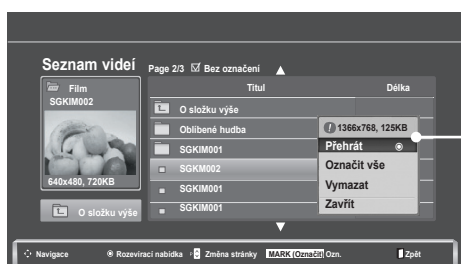 Seznam videí
Page 2/3 ☑ Bez označení
Film
SGKIM002
640x480, 720KB
O složku výše
Titul
Délka
O složku výše
Oblíbené hudba
SGKIM001
SGKM002
SGKIM001
SGKIM001
1366x768, 125KB
Přehrát
Označit vše
Vymazat
Zavřít
Navigace
Rozevírací nabídka
Změna stránky
MARK (Označit) Ozn.
Zpět